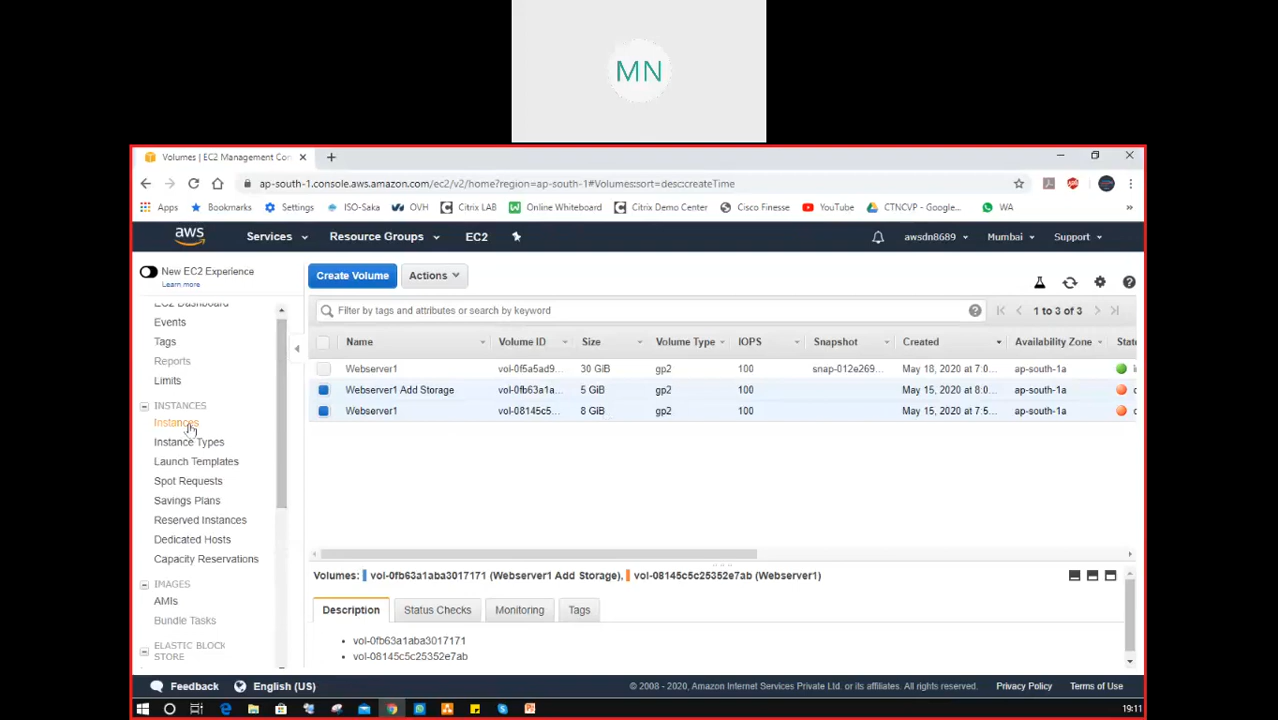 MN
Volumes | EC2 Management Con
ap-south-1.console.aws.amazon.com/ec2/v2/home?region=ap-south-1#Volumes:sort=desc:createTime
Apps Bookmarks Settings ISO-Saka OVH Citrix LAB Online Whiteboard Citrix Demo Center Cisco Finesse YouTube CTNCVP - Google... WA »
aws Services Resource Groups EC2 awsdn8689 Mumbai Support
New EC2 Experience
Learn more
EC2 Dashboard
Events
Tags
Reports
Limits
INSTANCES
Instances
Instance Types
Launch Templates
Spot Requests
Savings Plans
Reserved Instances
Dedicated Hosts
Capacity Reservations
IMAGES
AMIs
Bundle Tasks
ELASTIC BLOCK
STORE
Create Volume Actions
Filter by tags and attributes or search by keyword
1 to 3 of 3
Name Volume ID Size Volume Type IOPS Snapshot Created Availability Zone State
Webserver1 vol-0f5a5ad9... 30 GiB gp2 100 snap-012e269... May 18, 2020 at 7:0... ap-south-1a i
Webserver1 Add Storage vol-0fb63a1a... 5 GiB gp2 100 May 15, 2020 at 8:0... ap-south-1a
Webserver1 vol-08145c5... 8 GiB gp2 100 May 15, 2020 at 7:5... ap-south-1a
Volumes: vol-0fb63a1aba3017171 (Webserver1 Add Storage), vol-08145c5c25352e7ab (Webserver1)
Description Status Checks Monitoring Tags
• vol-0fb63a1aba3017171
• vol-08145c5c25352e7ab
Feedback English (US) © 2008 - 2020, Amazon Internet Services Private Ltd. or its affiliates. All rights reserved. Privacy Policy Terms of Use
19:11